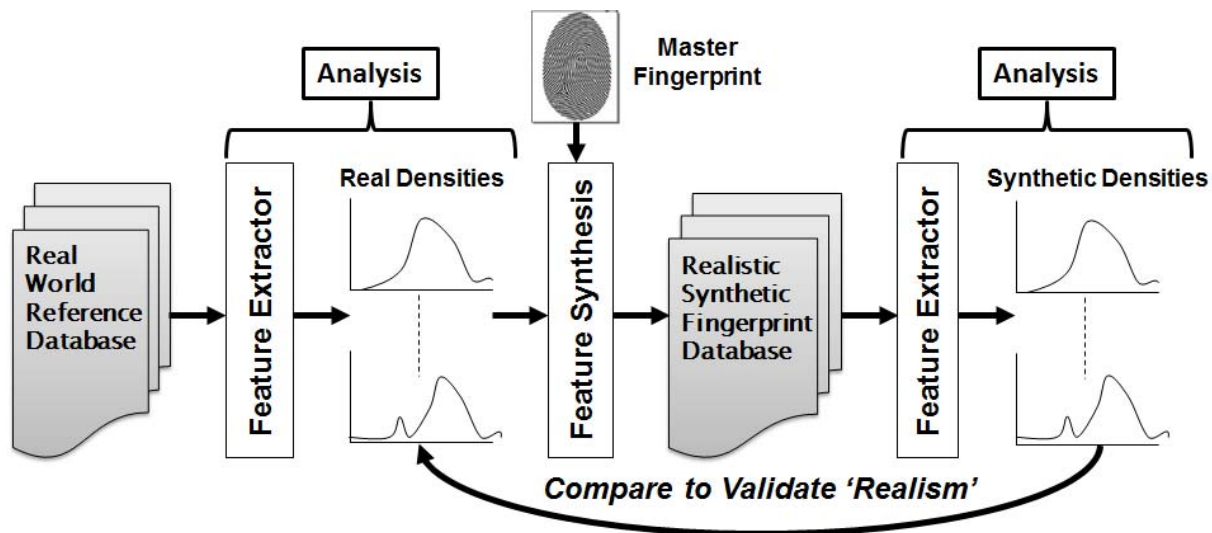 Analysis
Master
Fingerprint
Analysis
Real
World
Reference
Database
Feature Extractor
Real Densities
Feature Synthesis
Realistic
Synthetic
Fingerprint
Database
Feature Extractor
Synthetic Densities
Compare to Validate ‘Realism’